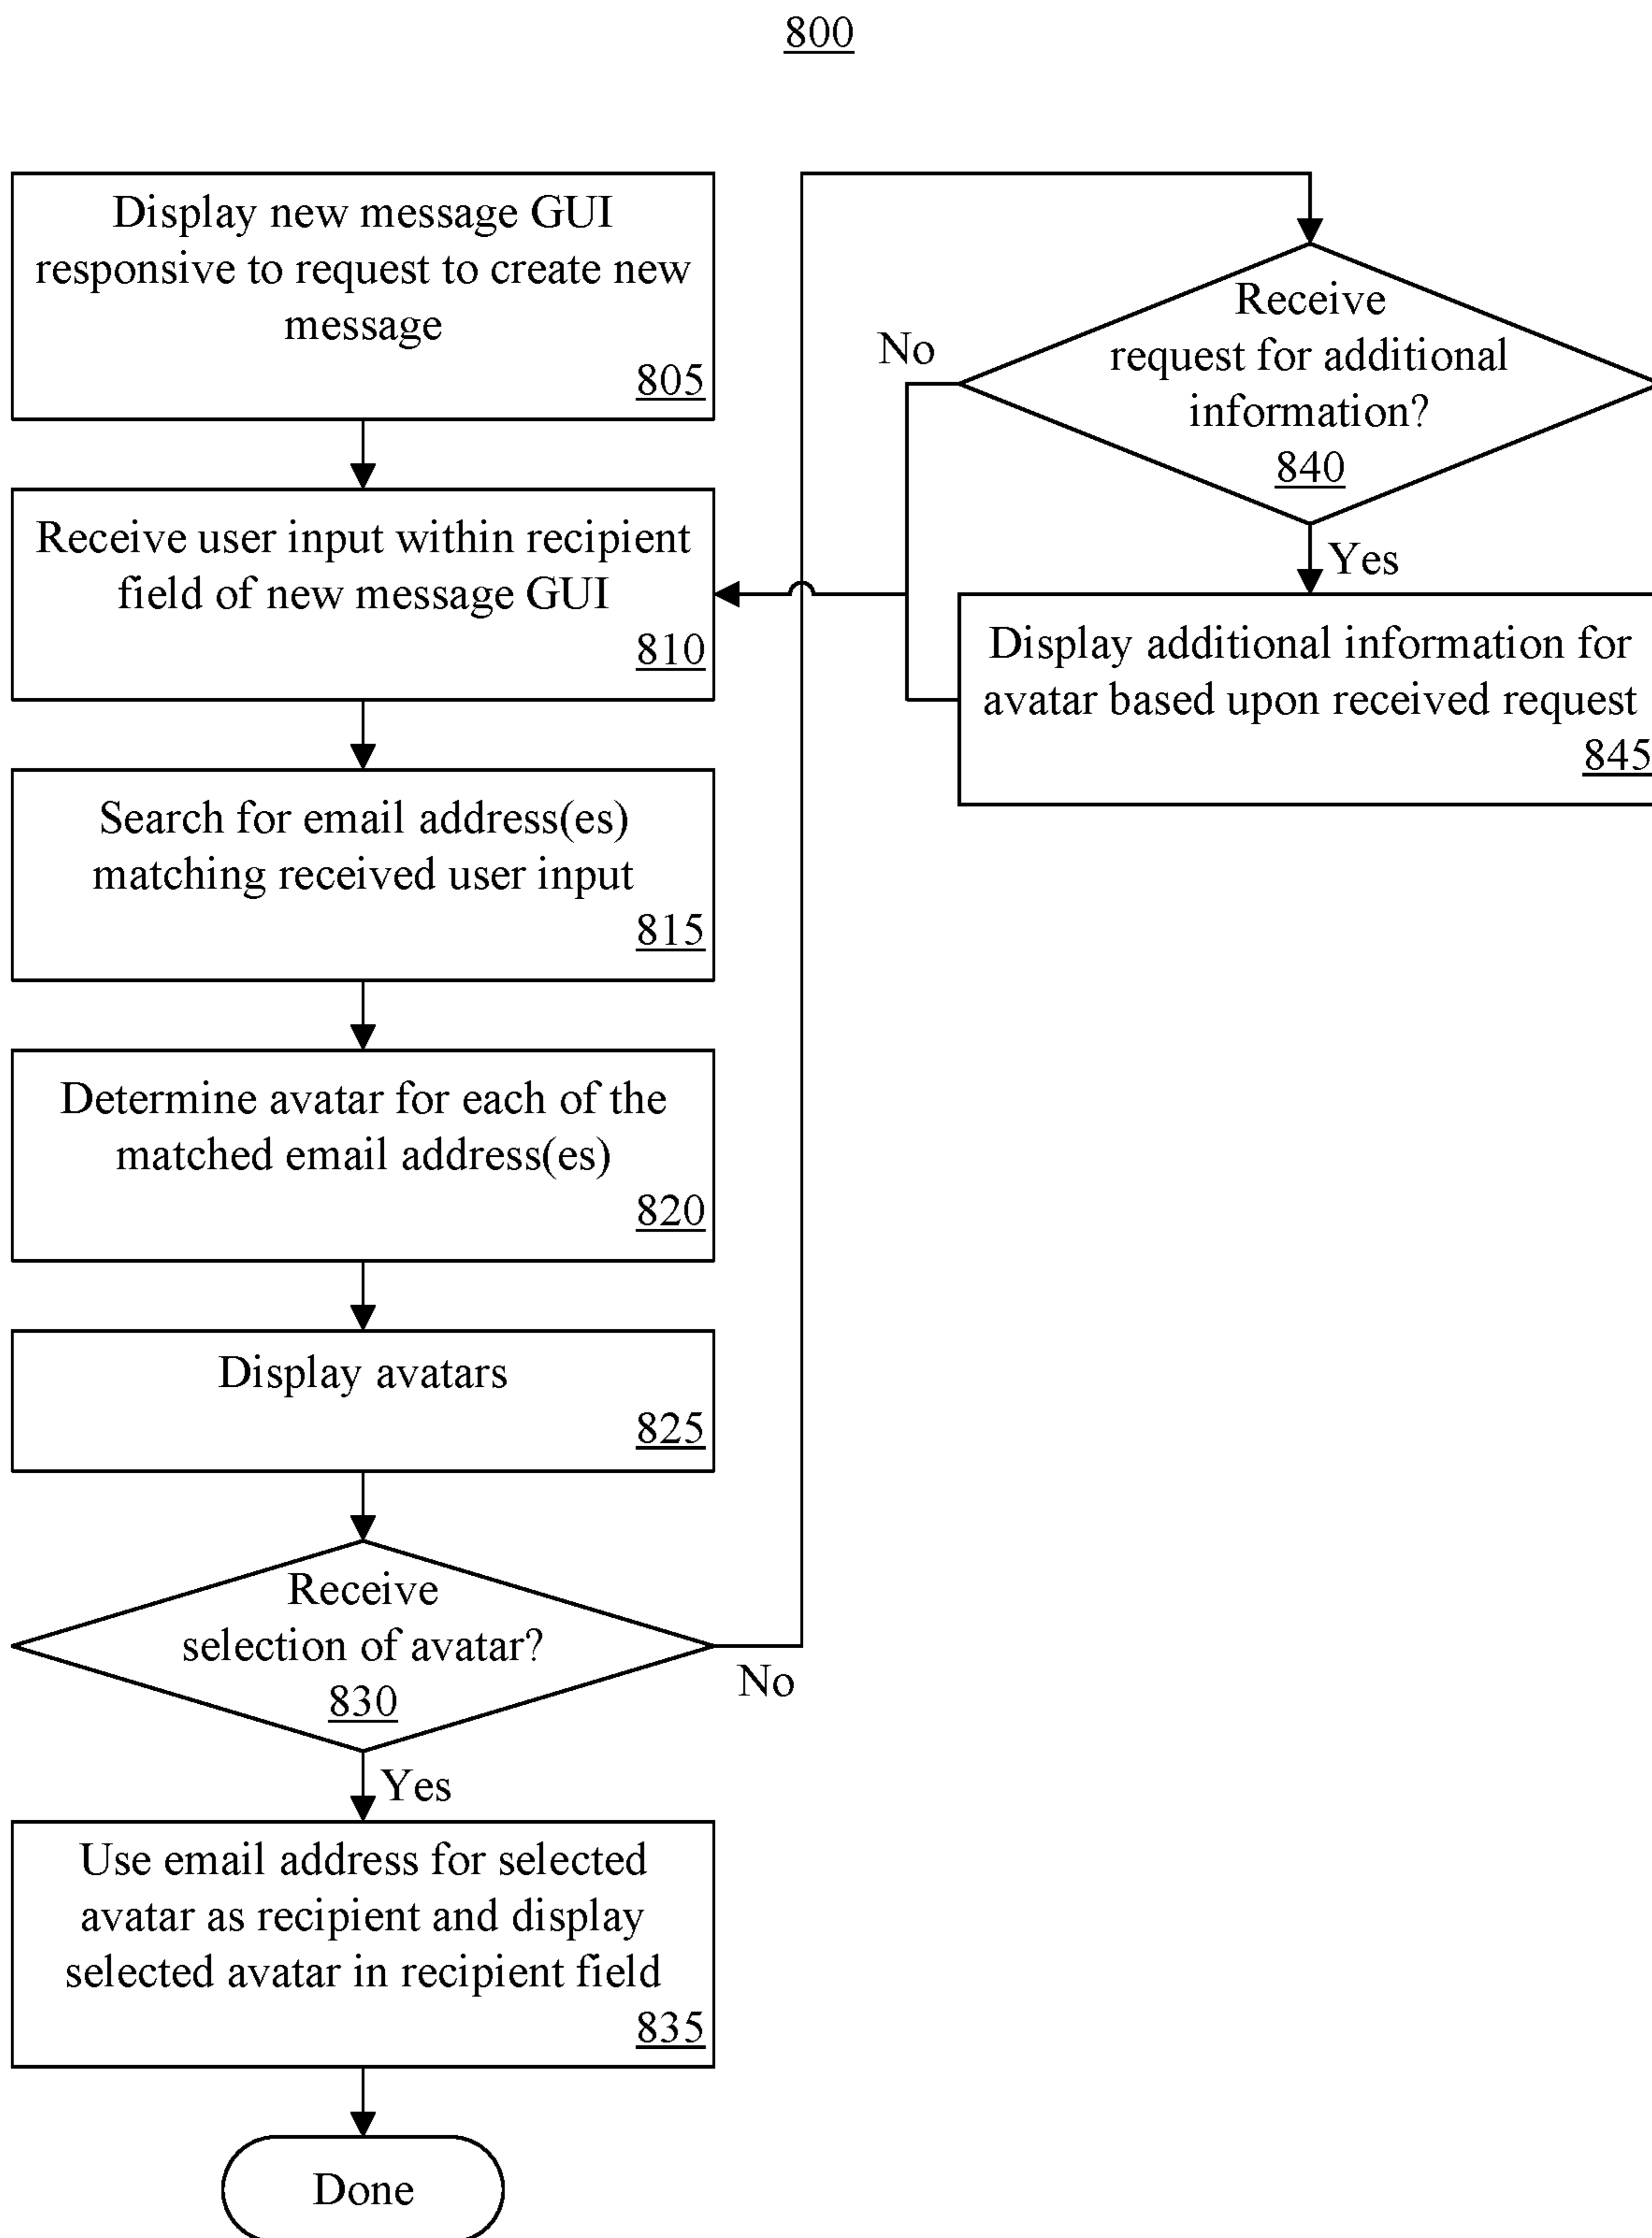 800
Display new message GUI
responsive to request to create new
message
805
Receive user input within recipient
field of new message GUI
810
Search for email address(es)
matching received user input
815
Determine avatar for each of the
matched email address(es)
820
Display avatars
825
Receive
selection of avatar?
830
No
Yes
Use email address for selected
avatar as recipient and display
selected avatar in recipient field
835
Done
Receive
request for additional
information?
840
No
Yes
Display additional information for
avatar based upon received request
845